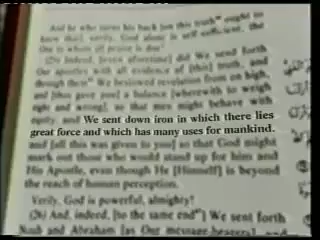 And he who turns his back [on this truth" ought to
know that], verily, God alone is self-sufficient, the
One to whom all praise is due!
(25) Indeed, [even aforetime] did We send forth
Our apostles with all evidence of [this] truth; and
through them" We bestowed revelation from on high,
and [thus gave you] a balance [wherewith to weigh
right and wrong], so that men might behave with
equity. and We sent down iron in which there lies
great force and which has many uses for mankind.
and [all this was given to you] so that God might
mark out those who would stand up for him and
His Apostle, even though He [Himself] is beyond
the reach of human perception.
Verily, God is powerful, almighty!
(26) And, indeed, [to the same end"] We sent forth
Noah and Abraham [as Our message-bearers], and